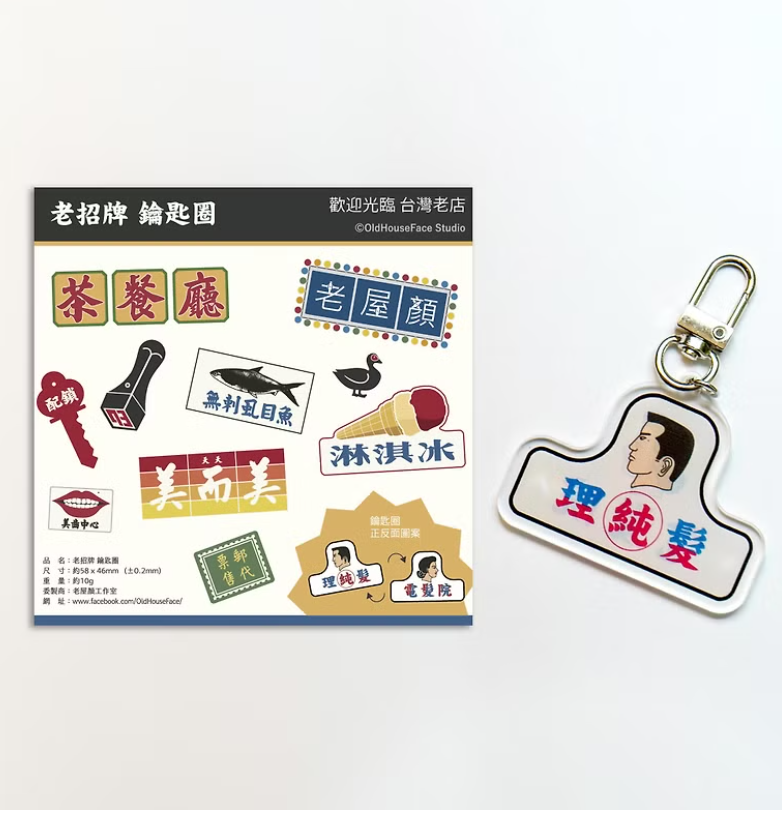 老招牌 鑰匙圈
歡迎光臨 台灣老店
©OldHouseFace Studio
茶餐廳
老屋顏
配鎖
無刺虱目魚
淋淇冰
天天
美而美
美齒中心
郵票代售
鑰匙圈
正反面圖案
理純髮
電髮院
品　名：老招牌 鑰匙圈
尺　寸：約58 x 46mm（±0.2mm）
重　量：約10g
委製商：老屋顏工作室
網　址：www.facebook.com/OldHouseFace/
理純髮